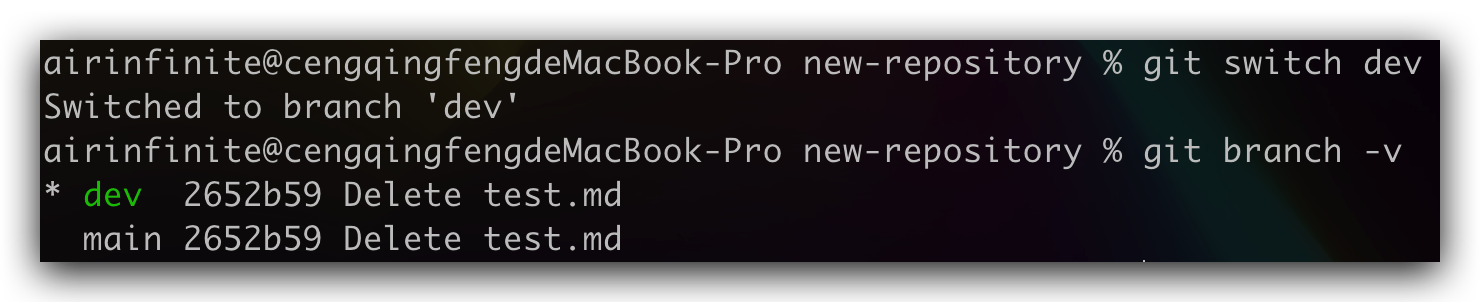 airinfinite@cengqingfengdeMacBook-Pro new-repository % git switch dev
Switched to branch 'dev'
airinfinite@cengqingfengdeMacBook-Pro new-repository % git branch -v
* dev  2652b59 Delete test.md
  main 2652b59 Delete test.md